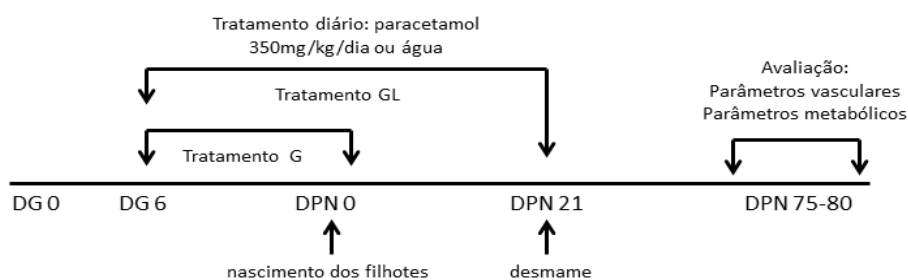 Tratamento diário: paracetamol
350mg/kg/dia ou água
Avaliação:
Parâmetros vasculares
Parâmetros metabólicos
Tratamento GL
Tratamento G
DG 0 DG 6 DPN 0 DPN 21 DPN 75-80
nascimento dos filhotes desmame